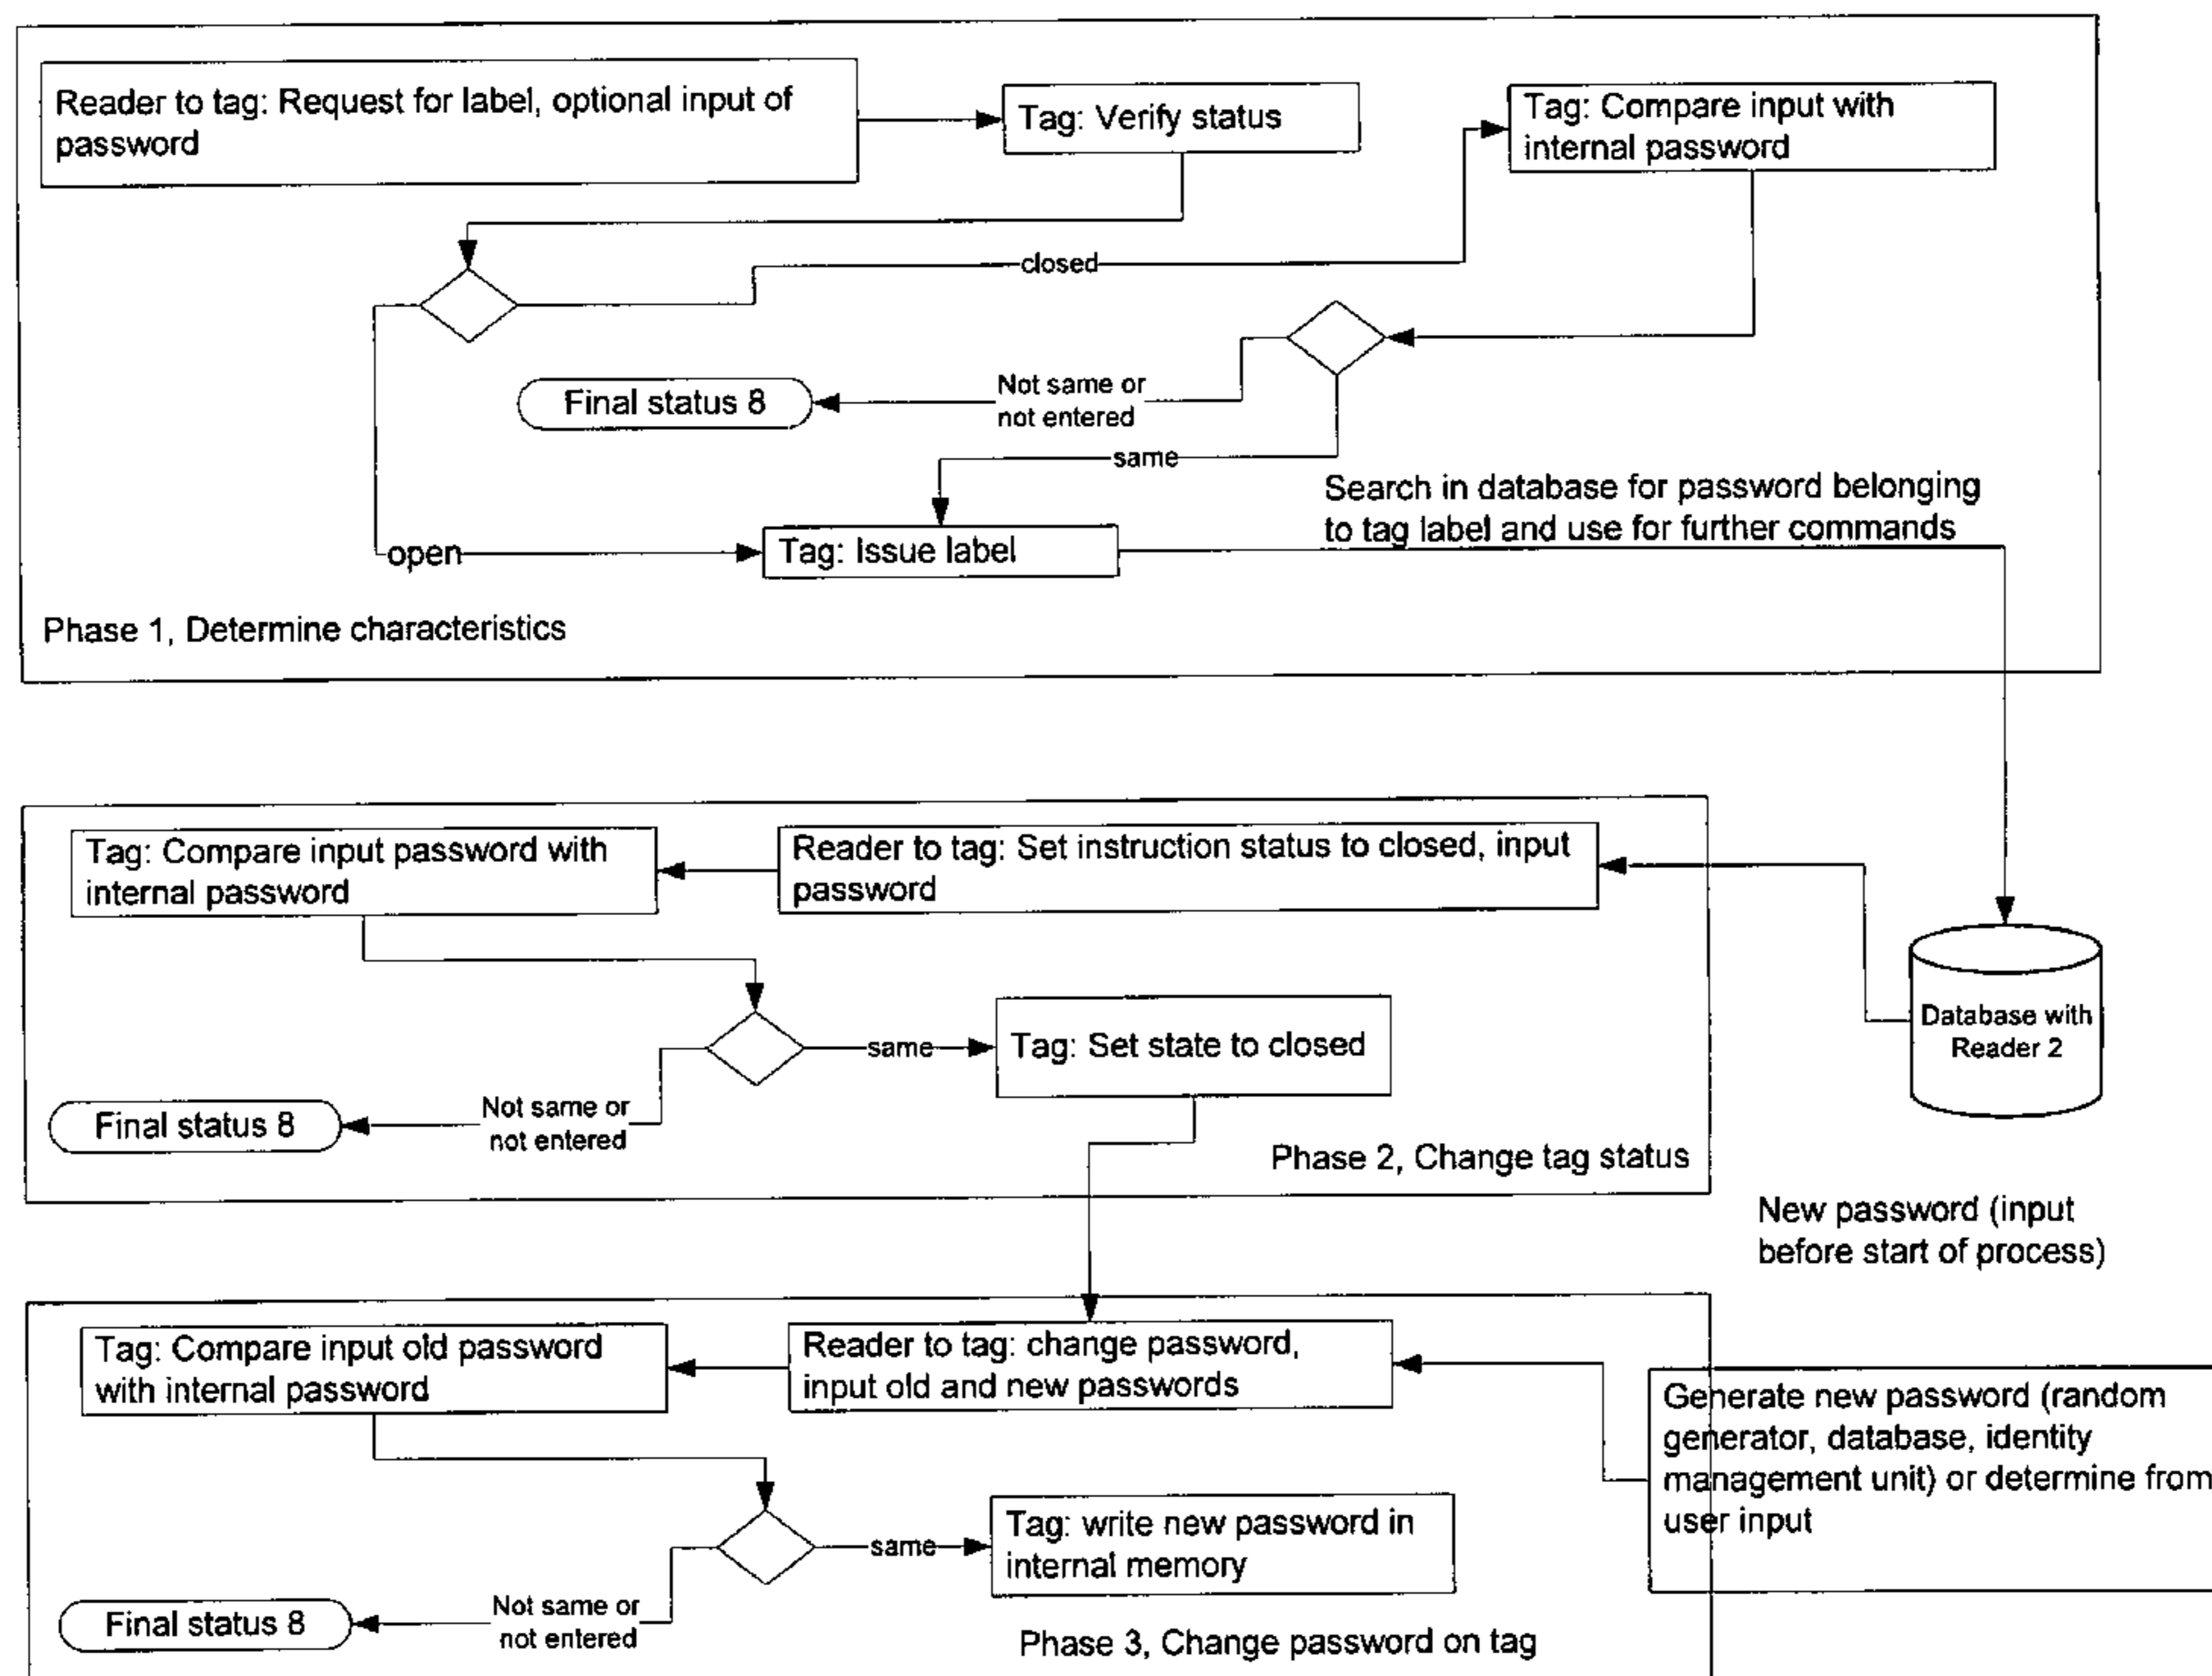 Reader to tag: Request for label, optional input of
password
Tag: Verify status
Tag: Compare input with
internal password
closed
Final status 8
Not same or
not entered
same
Search in database for password belonging
to tag label and use for further commands
open
Tag: Issue label
Phase 1, Determine characteristics
Tag: Compare input password with
internal password
Reader to tag: Set instruction status to closed, input
password
Database with
Reader 2
same
Tag: Set state to closed
Final status 8
Not same or
not entered
Phase 2, Change tag status
New password (input
before start of process)
Tag: Compare input old password
with internal password
Reader to tag: change password,
input old and new passwords
Generate new password (random
generator, database, identity
management unit) or determine from
user input
same
Tag: write new password in
internal memory
Final status 8
Not same or
not entered
Phase 3, Change password on tag